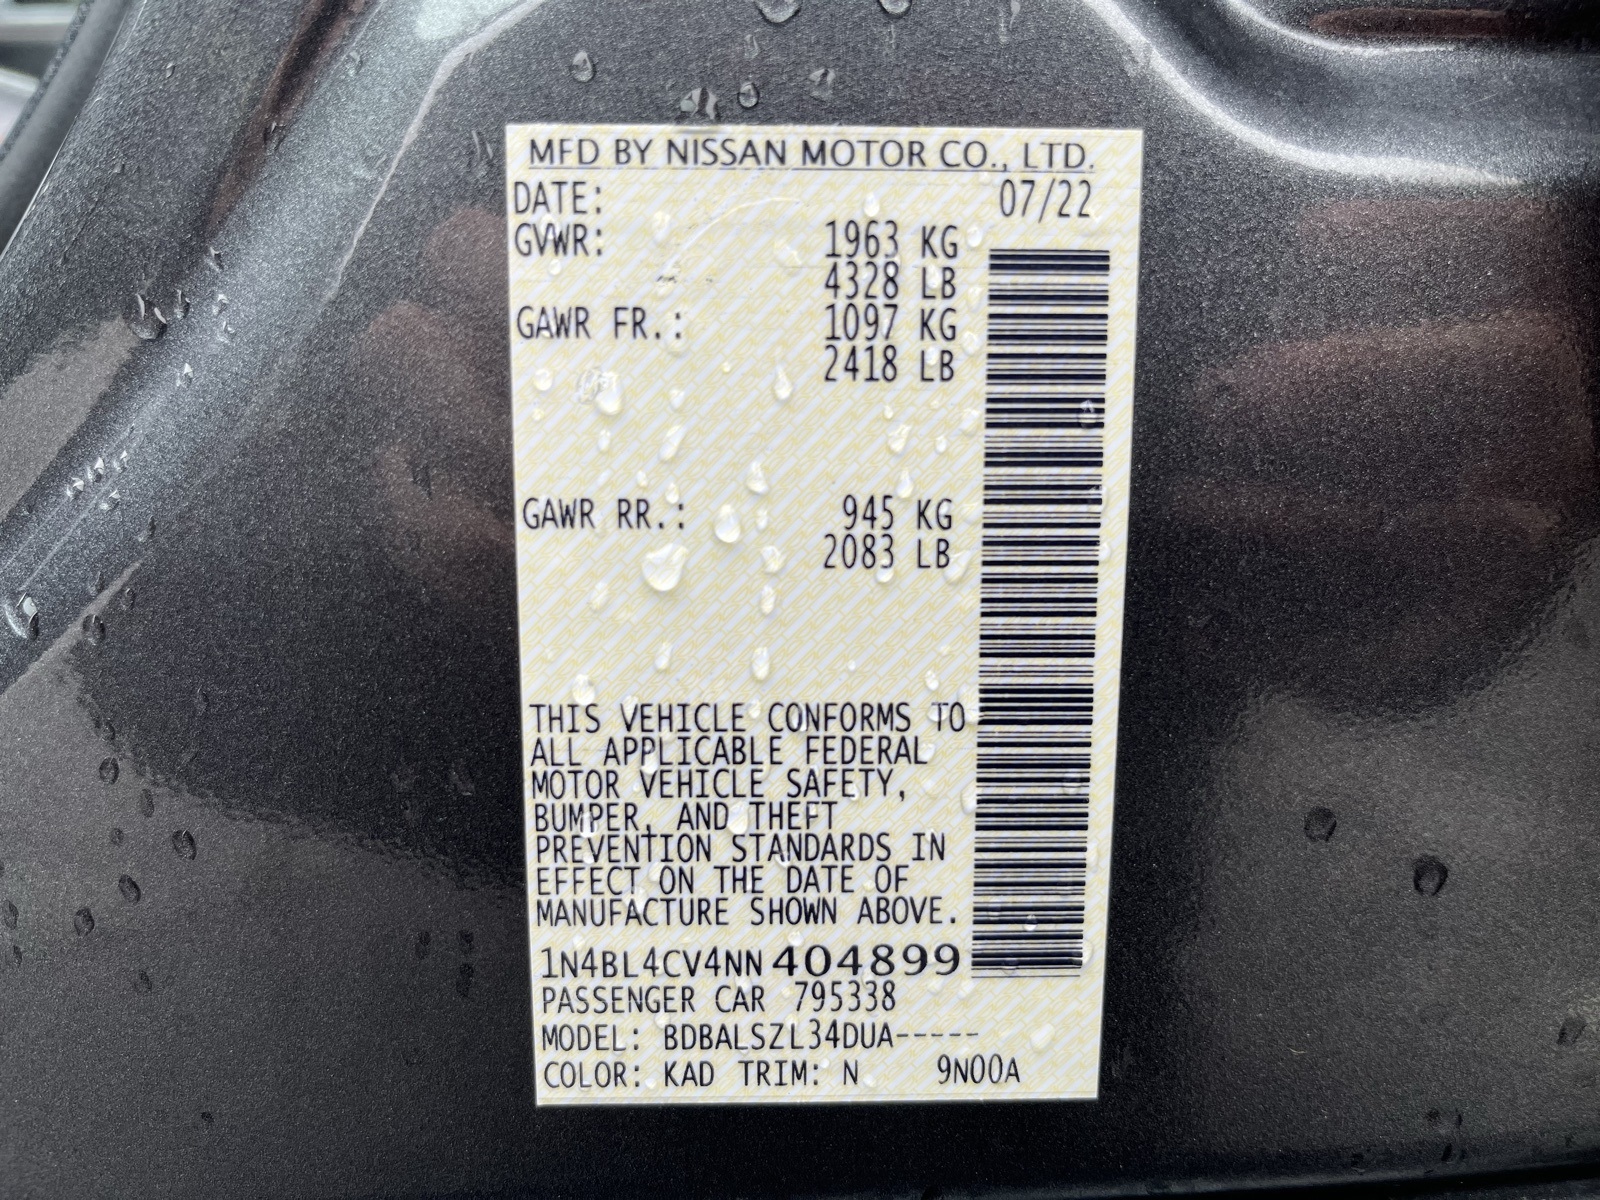 MFD BY NISSAN MOTOR CO., LTD.
DATE: 07/22
GVWR: 1963 KG
4328 LB
GAWR FR.: 1097 KG
2418 LB
GAWR RR.: 945 KG
2083 LB
THIS VEHICLE CONFORMS TO
ALL APPLICABLE FEDERAL
MOTOR VEHICLE SAFETY,
BUMPER, AND THEFT
PREVENTION STANDARDS IN
EFFECT ON THE DATE OF
MANUFACTURE SHOWN ABOVE.
1N4BL4CV4NN404899
PASSENGER CAR 795338
MODEL: BDBALSZL34DUA-----
COLOR: KAD TRIM: N 9N00A